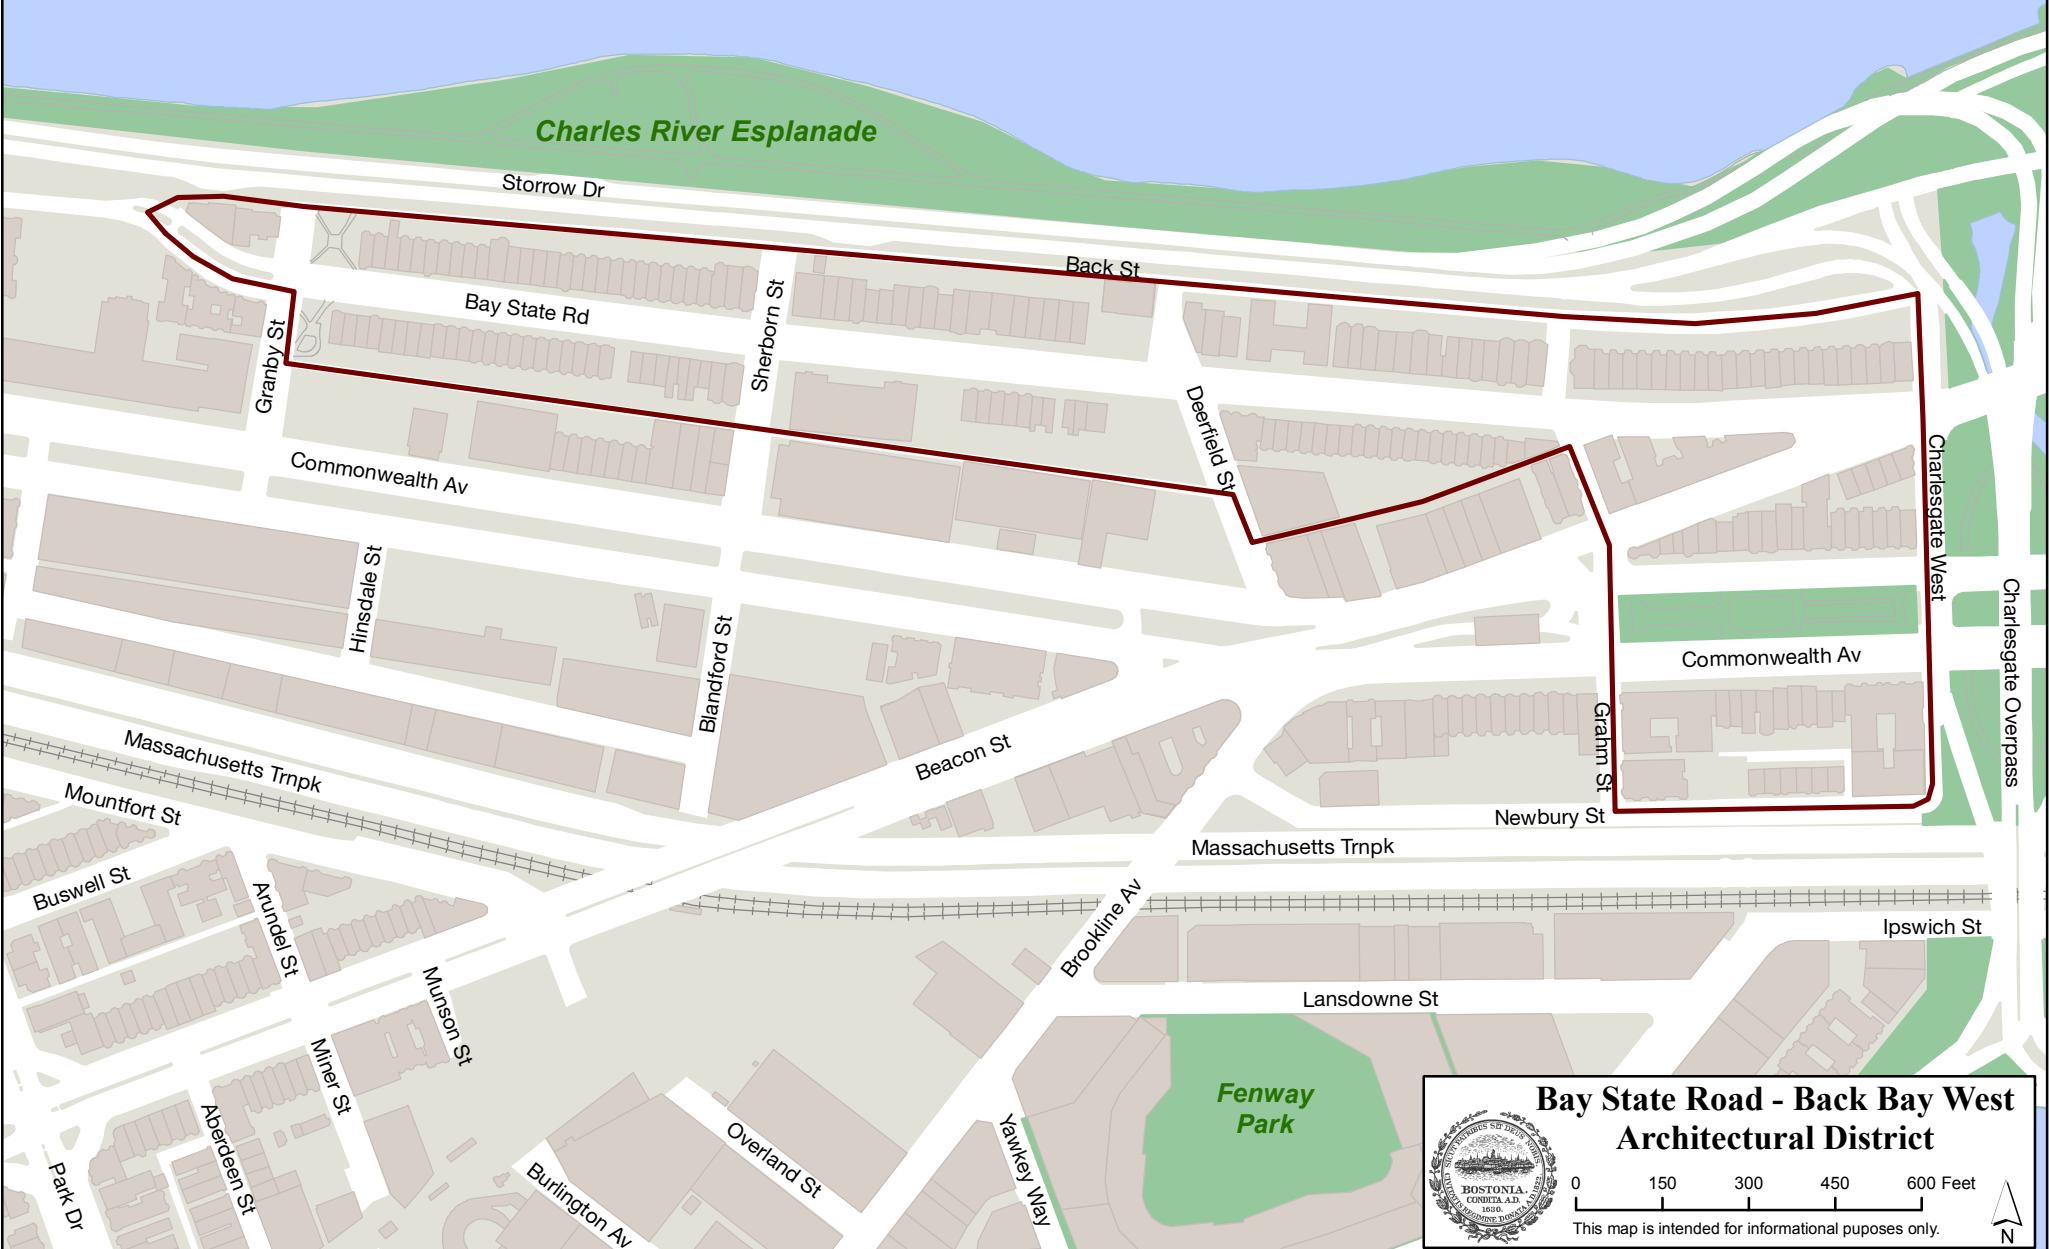 Charles River Esplanade
Storrow Dr
Back St
Bay State Rd
Sherborn St
Granby St
Deerfield St
Charlesgate West
Commonwealth Av
Hinsdale St
Blandford St
Commonwealth Av
Charlesgate Overpass
Grahm St
Beacon St
Massachusetts Trnpk
Mountfort St
Newbury St
Massachusetts Trnpk
Buswell St
Arundel St
Brookline Av
Ipswich St
Munson St
Lansdowne St
Miner St
Fenway
Park
Aberdeen St
Overland St
Yawkey Way
Park Dr
Burlington Av
Bay State Road - Back Bay West
Architectural District
BOSTONIA.
CONDITA A.D.
1630.
0 150 300 450 600 Feet
This map is intended for informational puposes only.
N